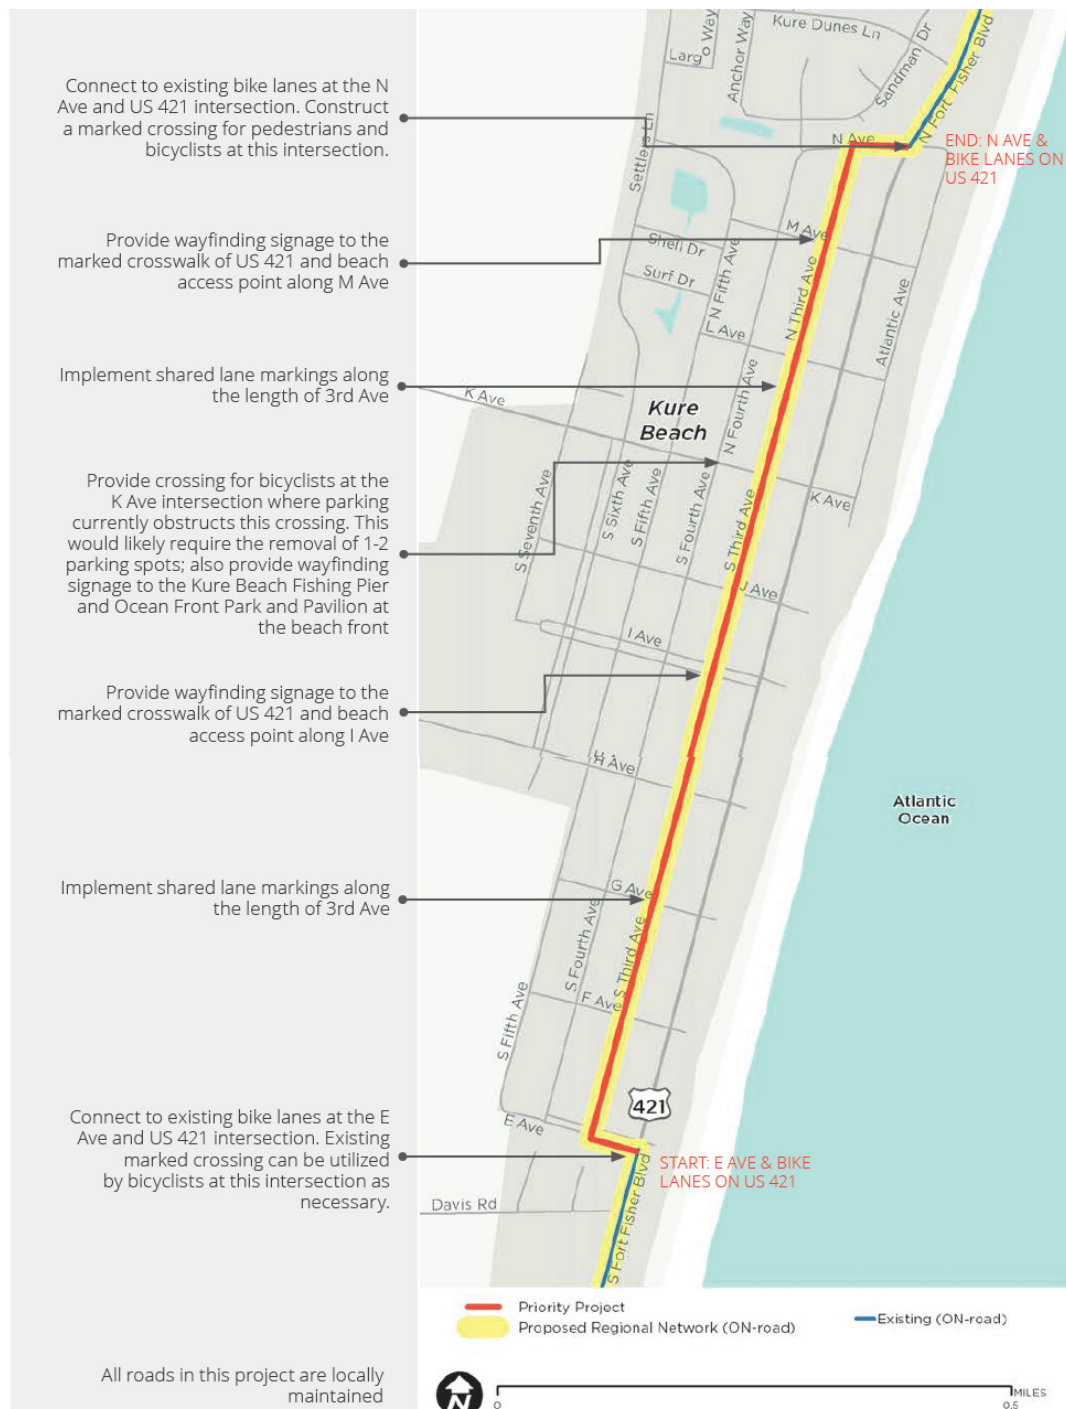 Connect to existing bike lanes at the N
Ave and US 421 intersection. Construct
a marked crossing for pedestrians and
bicyclists at this intersection.
Provide wayfinding signage to the
marked crosswalk of US 421 and beach
access point along M Ave
Implement shared lane markings along
the length of 3rd Ave
Provide crossing for bicyclists at the
K Ave intersection where parking
currently obstructs this crossing. This
would likely require the removal of 1-2
parking spots; also provide wayfinding
signage to the Kure Beach Fishing Pier
and Ocean Front Park and Pavilion at
the beach front
Provide wayfinding signage to the
marked crosswalk of US 421 and beach
access point along I Ave
Implement shared lane markings along
the length of 3rd Ave
Connect to existing bike lanes at the E
Ave and US 421 intersection. Existing
marked crossing can be utilized
by bicyclists at this intersection as
necessary.
All roads in this project are locally
maintained
Kure Dunes Ln
Largo Way
Anchor Way
Sandman Dr
N Fort Fisher Blvd
Settlers Ln
N Ave
END: N AVE &
BIKE LANES ON
US 421
M Ave
Shell Dr
Surf Dr
N Fifth Ave
N Third Ave
L Ave
Atlantic Ave
K Ave
Kure
Beach
N Fourth Ave
K Ave
S Seventh Ave
S Sixth Ave
S Fifth Ave
S Fourth Ave
S Third Ave
J Ave
I Ave
H Ave
Atlantic
Ocean
G Ave
S Fourth Ave
S Third Ave
F Ave
S Fifth Ave
421
E Ave
START: E AVE & BIKE
LANES ON US 421
Davis Rd
S Fort Fisher Blvd
Priority Project
Proposed Regional Network (ON-road)
Existing (ON-road)
N
MILES
0
0.5